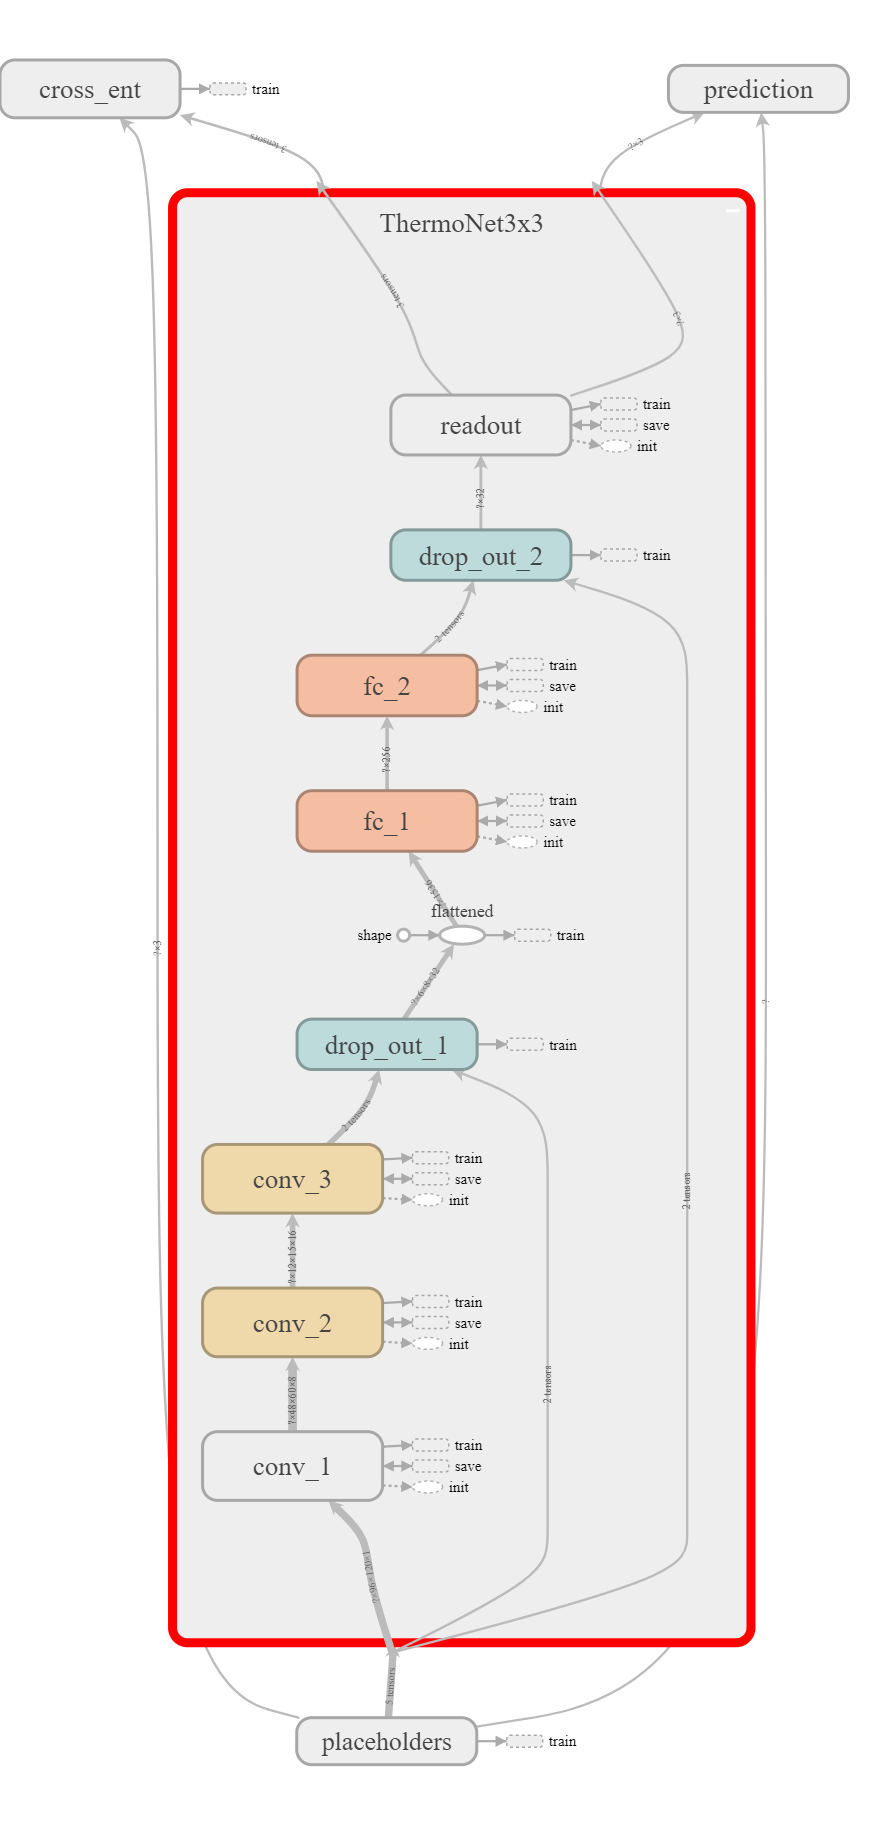 cross_ent
train
prediction
3 tensors
?×3
ThermoNet3x3
3 tensors
?×3
readout
train
save
init
?×32
drop_out_2
train
2 tensors
fc_2
train
save
init
?×256
fc_1
train
save
init
?×1536
flattened
shape
train
?×3
?×6×8×32
?
drop_out_1
train
2 tensors
conv_3
train
save
init
2 tensors
?×12×15×16
conv_2
train
save
init
2 tensors
?×48×60×8
conv_1
train
save
init
?×96×120×1
5 tensors
placeholders
train